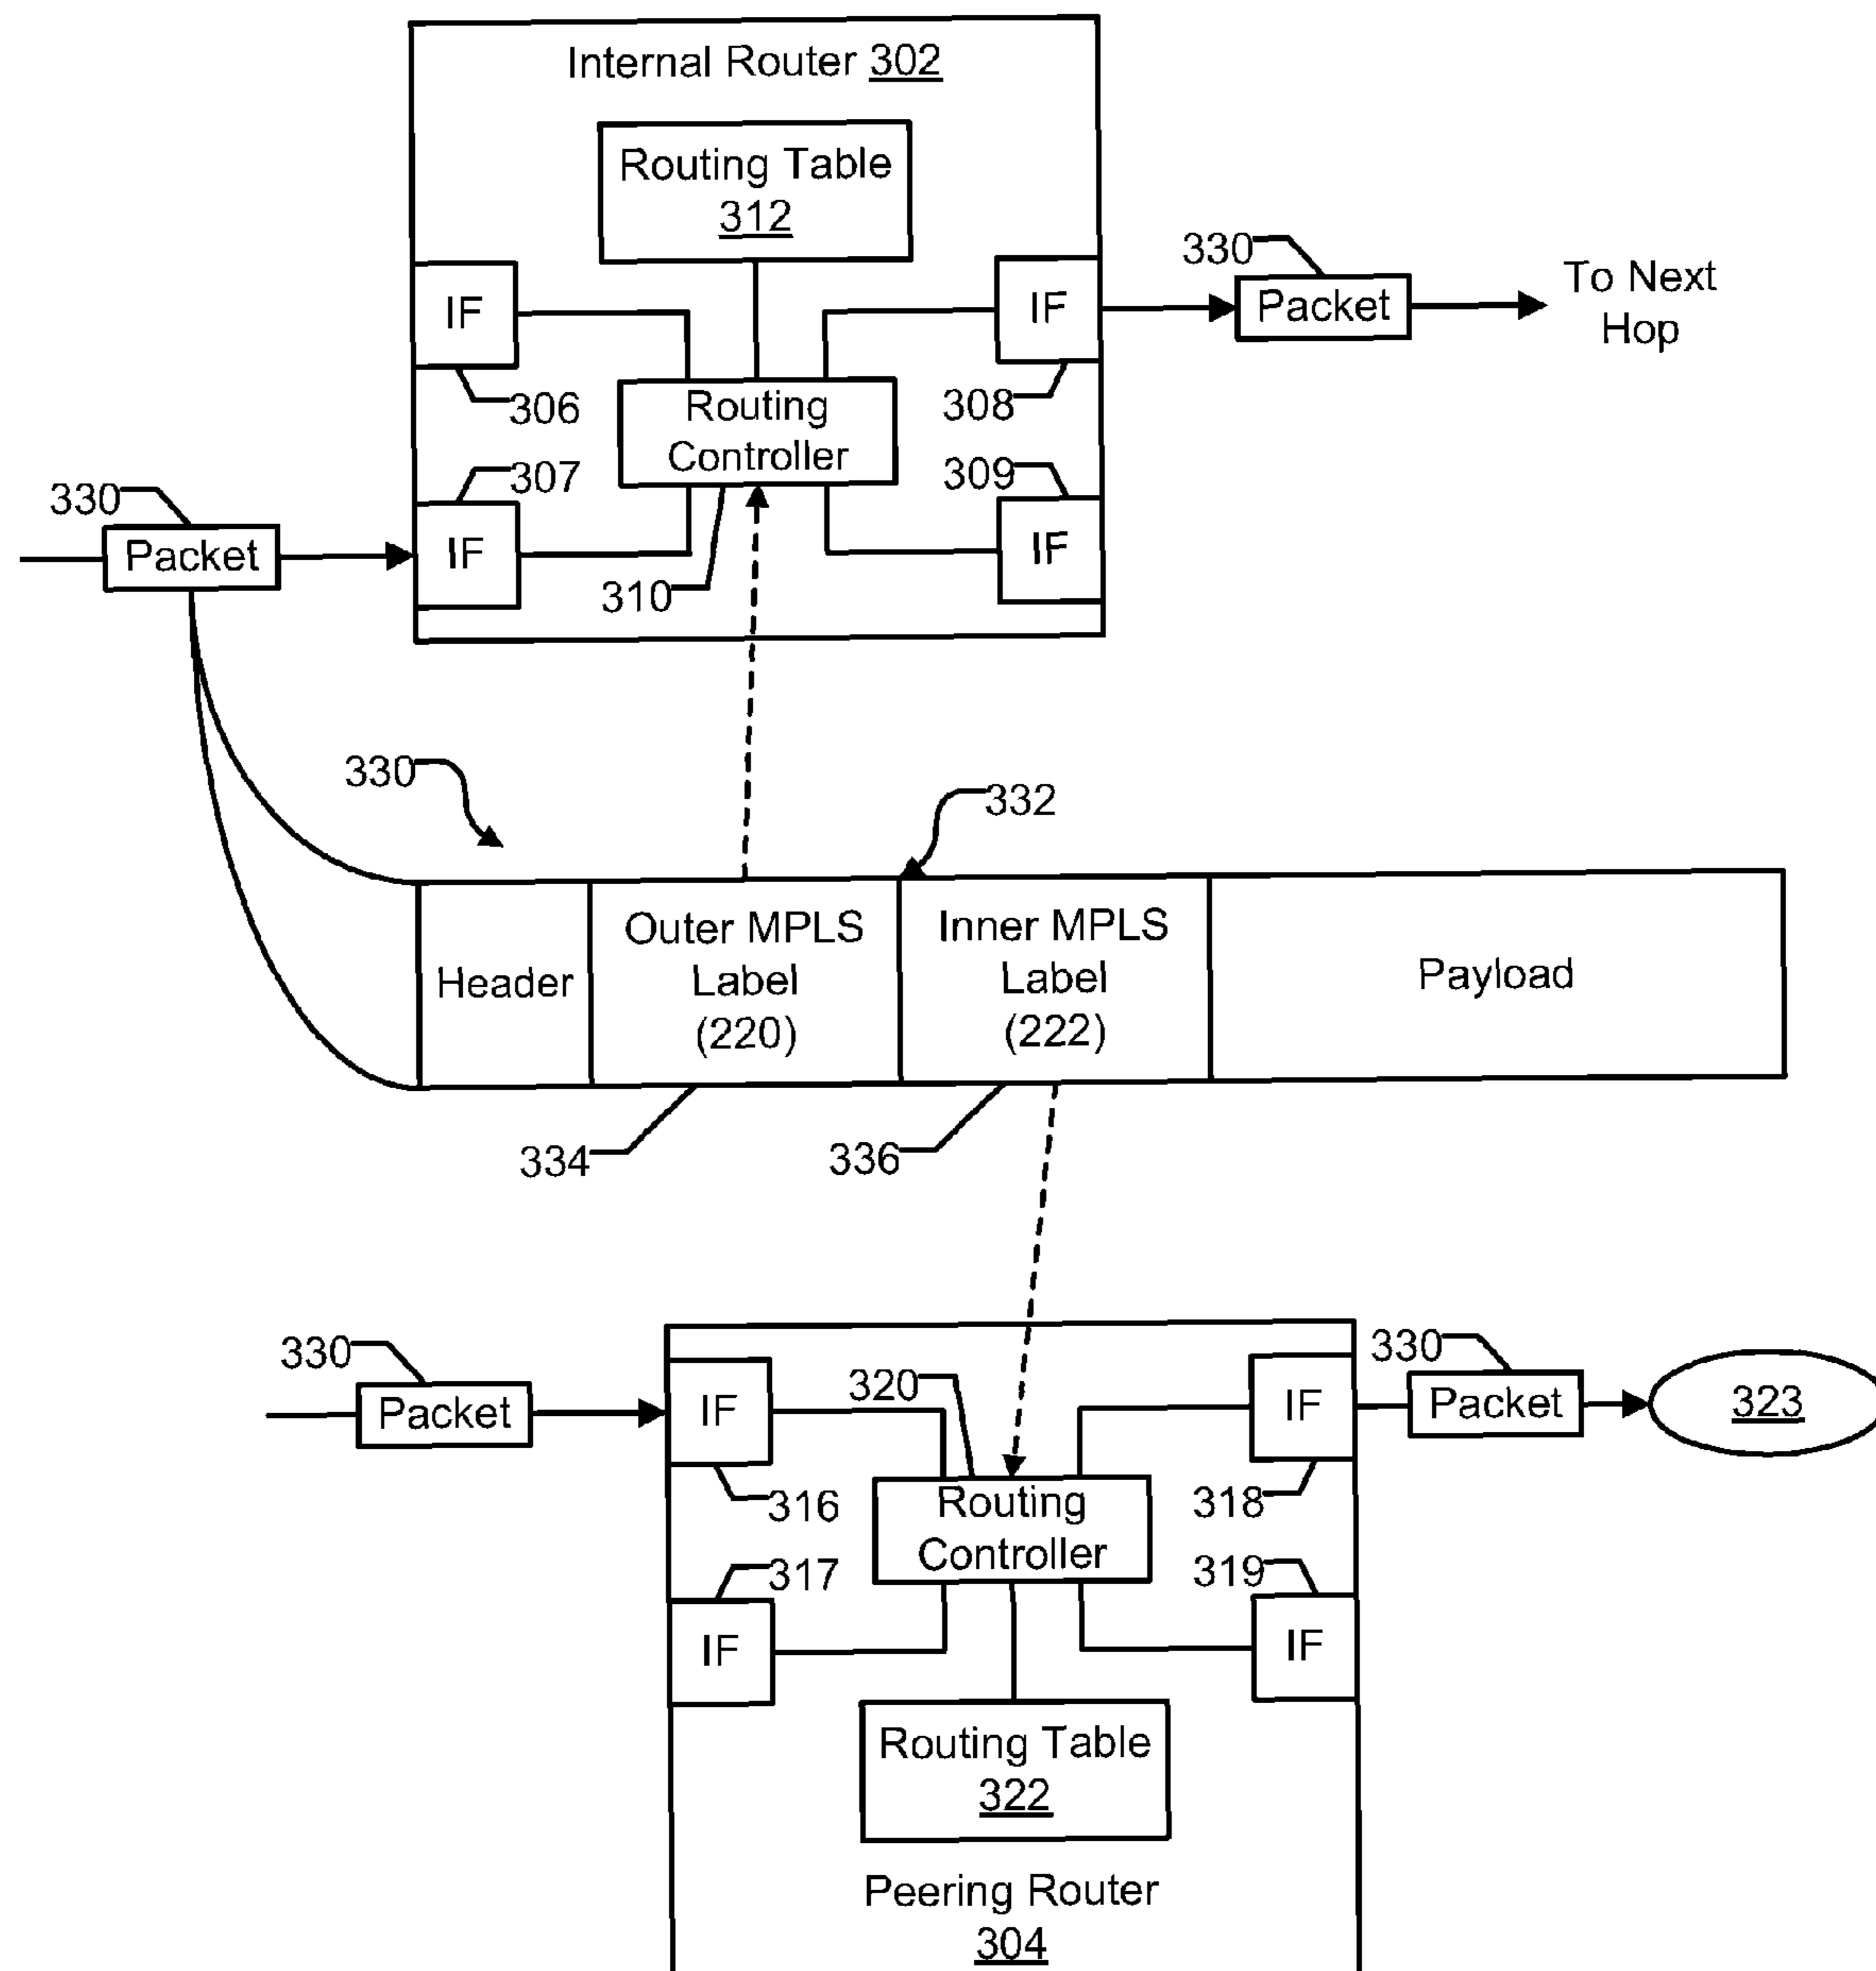 Internal Router 302
Routing Table
312
IF
IF
330
Packet
To Next
Hop
306
308
Routing
Controller
307
309
330
Packet
IF
IF
310
330
332
Header
Outer MPLS
Label
(220)
Inner MPLS
Label
(222)
Payload
334
336
330
Packet
IF
320
IF
330
Packet
323
316
318
Routing
Controller
317
319
IF
IF
Routing Table
322
Peering Router
304